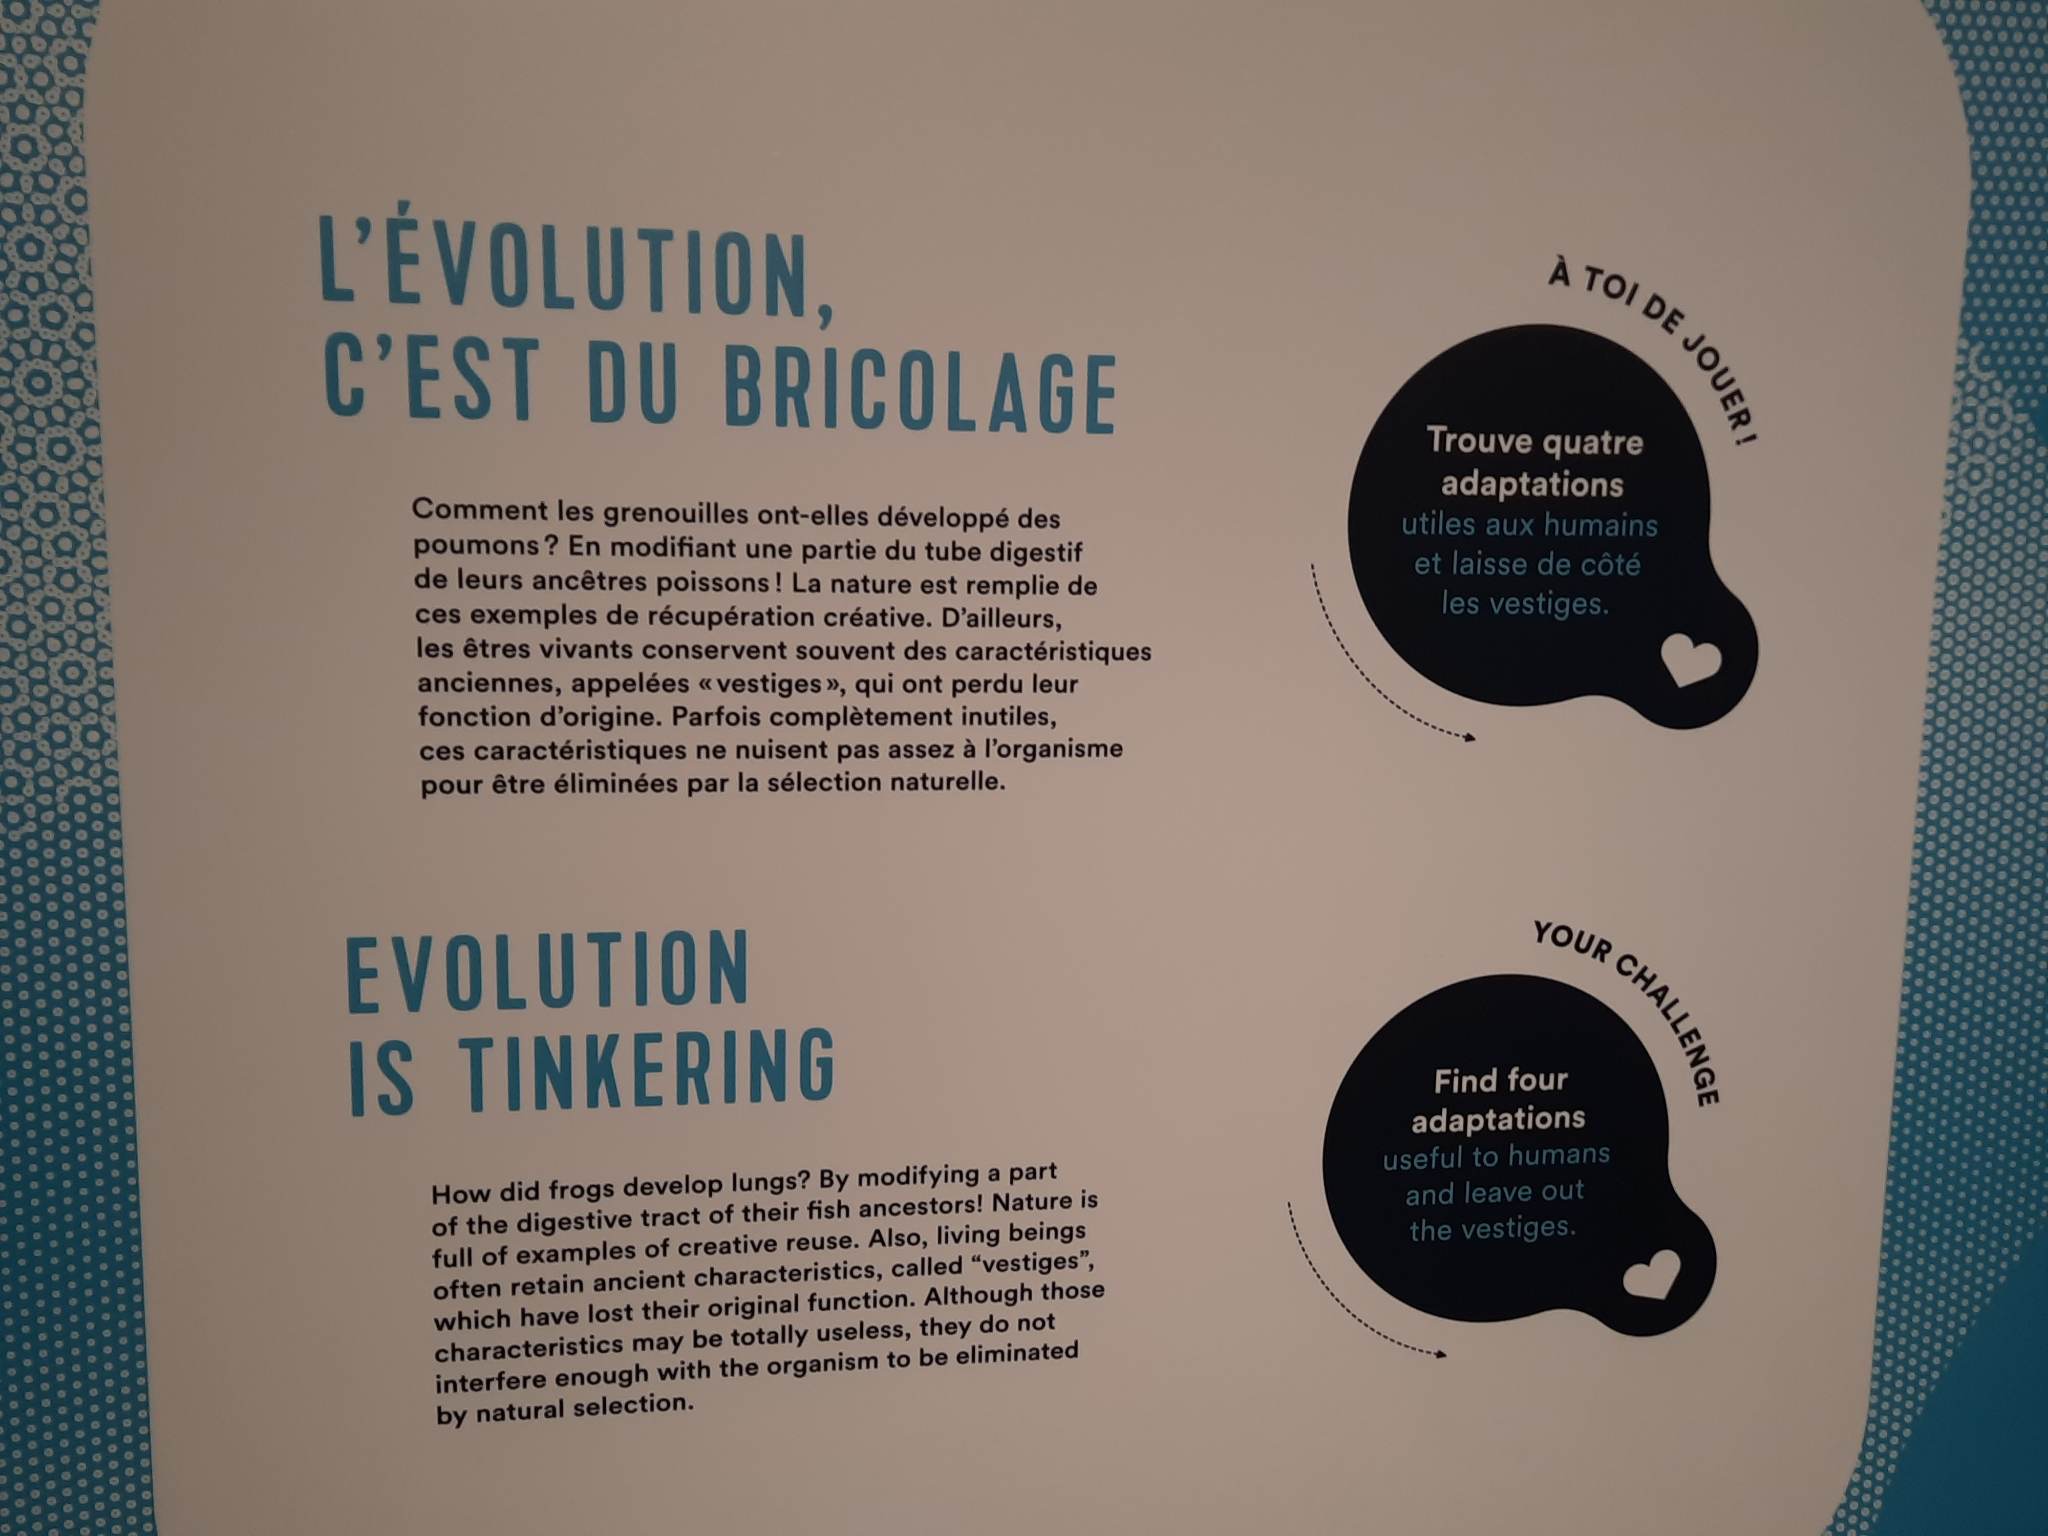 L'ÉVOLUTION,
C'EST DU BRICOLAGE
Comment les grenouilles ont-elles développé des
poumons ? En modifiant une partie du tube digestif
de leurs ancêtres poissons ! La nature est remplie de
ces exemples de récupération créative. D'ailleurs,
les êtres vivants conservent souvent des caractéristiques
anciennes, appelées « vestiges », qui ont perdu leur
fonction d'origine. Parfois complètement inutiles,
ces caractéristiques ne nuisent pas assez à l'organisme
pour être éliminées par la sélection naturelle.
À TOI DE JOUER !
Trouve quatre
adaptations
utiles aux humains
et laisse de côté
les vestiges.
EVOLUTION
IS TINKERING
How did frogs develop lungs? By modifying a part
of the digestive tract of their fish ancestors! Nature is
full of examples of creative reuse. Also, living beings
often retain ancient characteristics, called “vestiges”,
which have lost their original function. Although those
characteristics may be totally useless, they do not
interfere enough with the organism to be eliminated
by natural selection.
YOUR CHALLENGE
Find four
adaptations
useful to humans
and leave out
the vestiges.